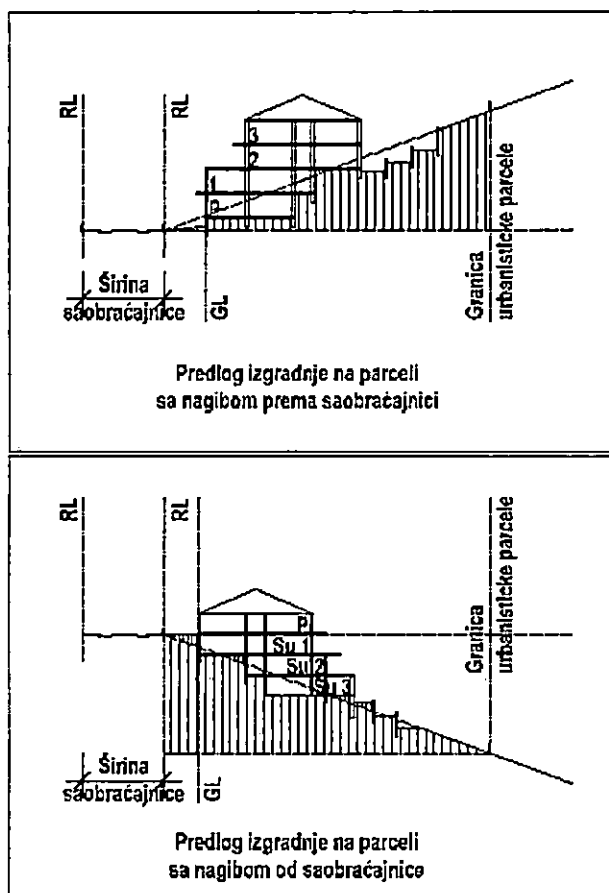 RL
RL
3
2
1
P
Širina
saobraćajnice
GL
Granica
urbanističke parcele
Predlog izgradnje na parceli
sa nagibom prema saobraćajnici
RL
RL
Granica
urbanističke parcele
P
Su 1
Su 2
Su 3
Širina
saobraćajnice
GL
Predlog izgradnje na parceli
sa nagibom od saobraćajnice